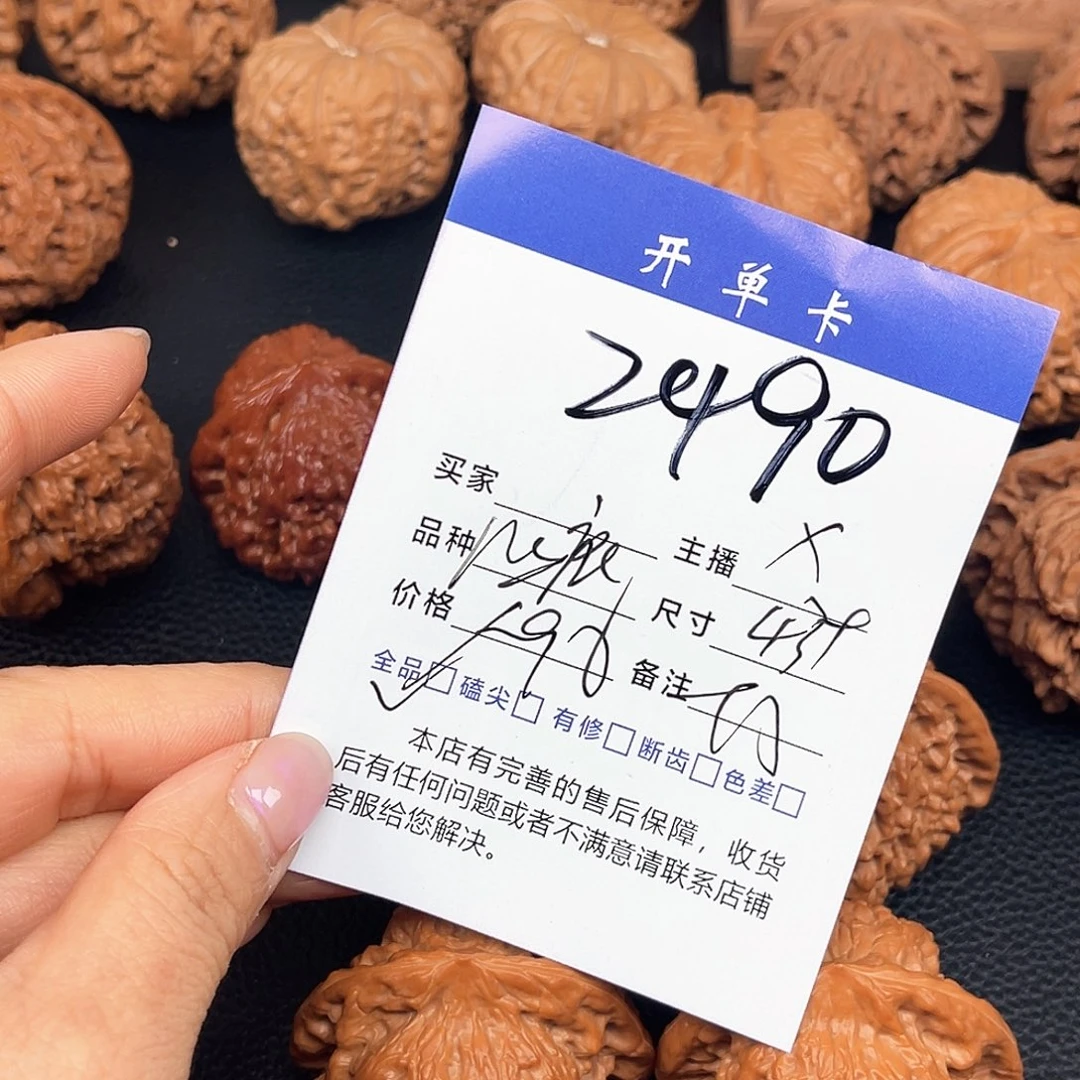 开单卡
2490
买家
品种 主播 X
价格 尺寸
全品☑ 磕尖□ 有修□ 断齿□ 色差□ 备注
本店有完善的售后保障，收货
后有任何问题或者不满意请联系店铺
客服给您解决。